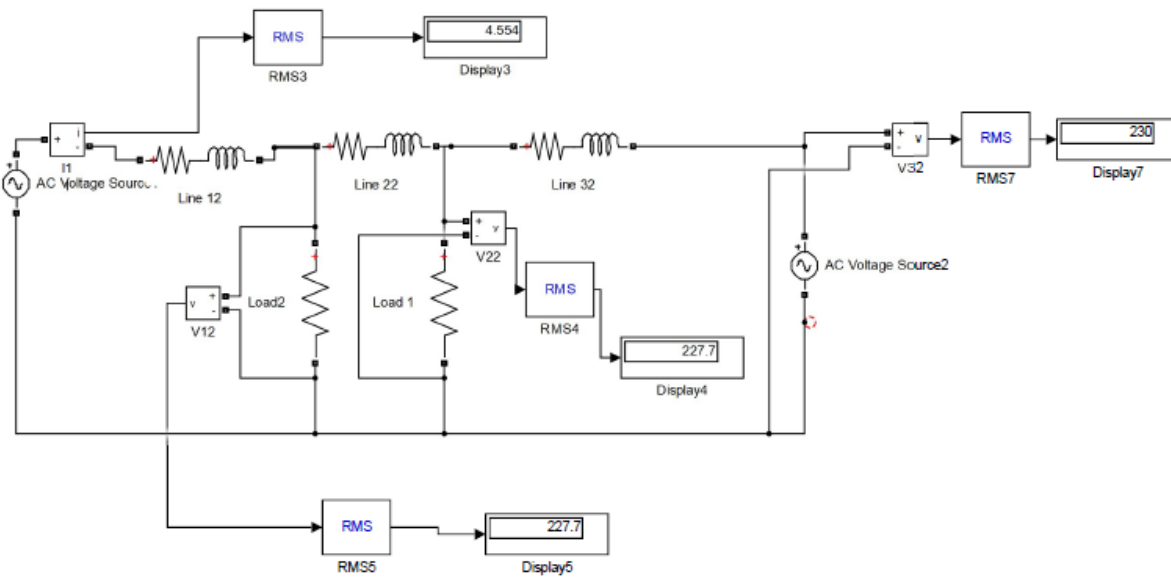 RMS
4.554
RMS3
Display3
+
i
-
I1
+
AC Voltage Source
Line 12
Line 22
Line 32
+
-
v
V32
RMS
RMS7
230
Display7
+
-
v
V22
RMS
RMS4
227.7
Display4
+
AC Voltage Source2
v
+
-
V12
Load2
Load 1
RMS
RMS5
227.7
Display5